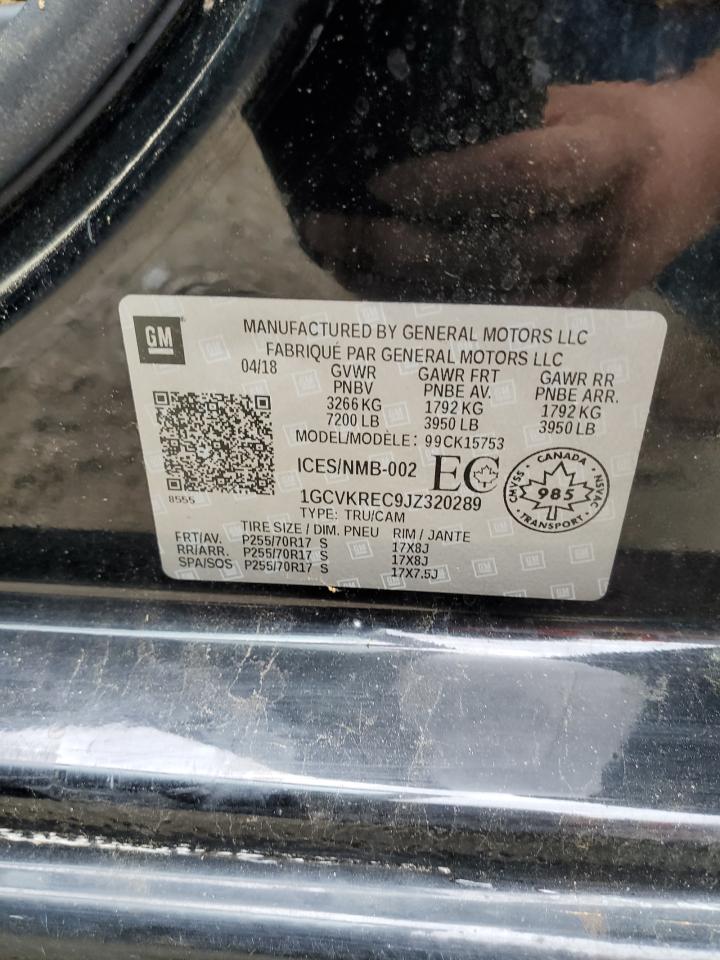 GM
MANUFACTURED BY GENERAL MOTORS LLC
FABRIQUÉ PAR GENERAL MOTORS LLC
04/18 GVWR GAWR FRT GAWR RR
PNBV PNBE AV. PNBE ARR.
3266 KG 1792 KG 1792 KG
7200 LB 3950 LB 3950 LB
MODEL/MODÈLE: 99CK15753
ICES/NMB-002 EC
CANADA
CMVSS 985 NSVAC
TRANSPORT
8555
1GCVKREC9JZ320289
TYPE: TRU/CAM
TIRE SIZE / DIM. PNEU RIM / JANTE
FRT/AV. P255/70R17 S 17X8J
RR/ARR. P255/70R17 S 17X8J
SPA/SOS P255/70R17 S 17X7.5J